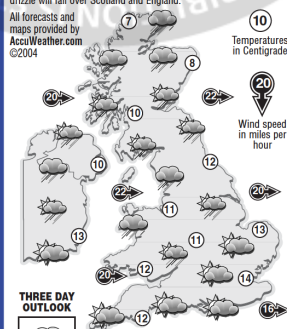 drizzle will fall over Scotland and England.
All forecasts and
maps provided by
AccuWeather.com
©2004
7
10
Temperatures
in Centigrade
8
20
22
20
Wind speed
in miles per
hour
10
12
10
22
20
11
13
13
11
20
12
14
THREE DAY
OUTLOOK
12
16